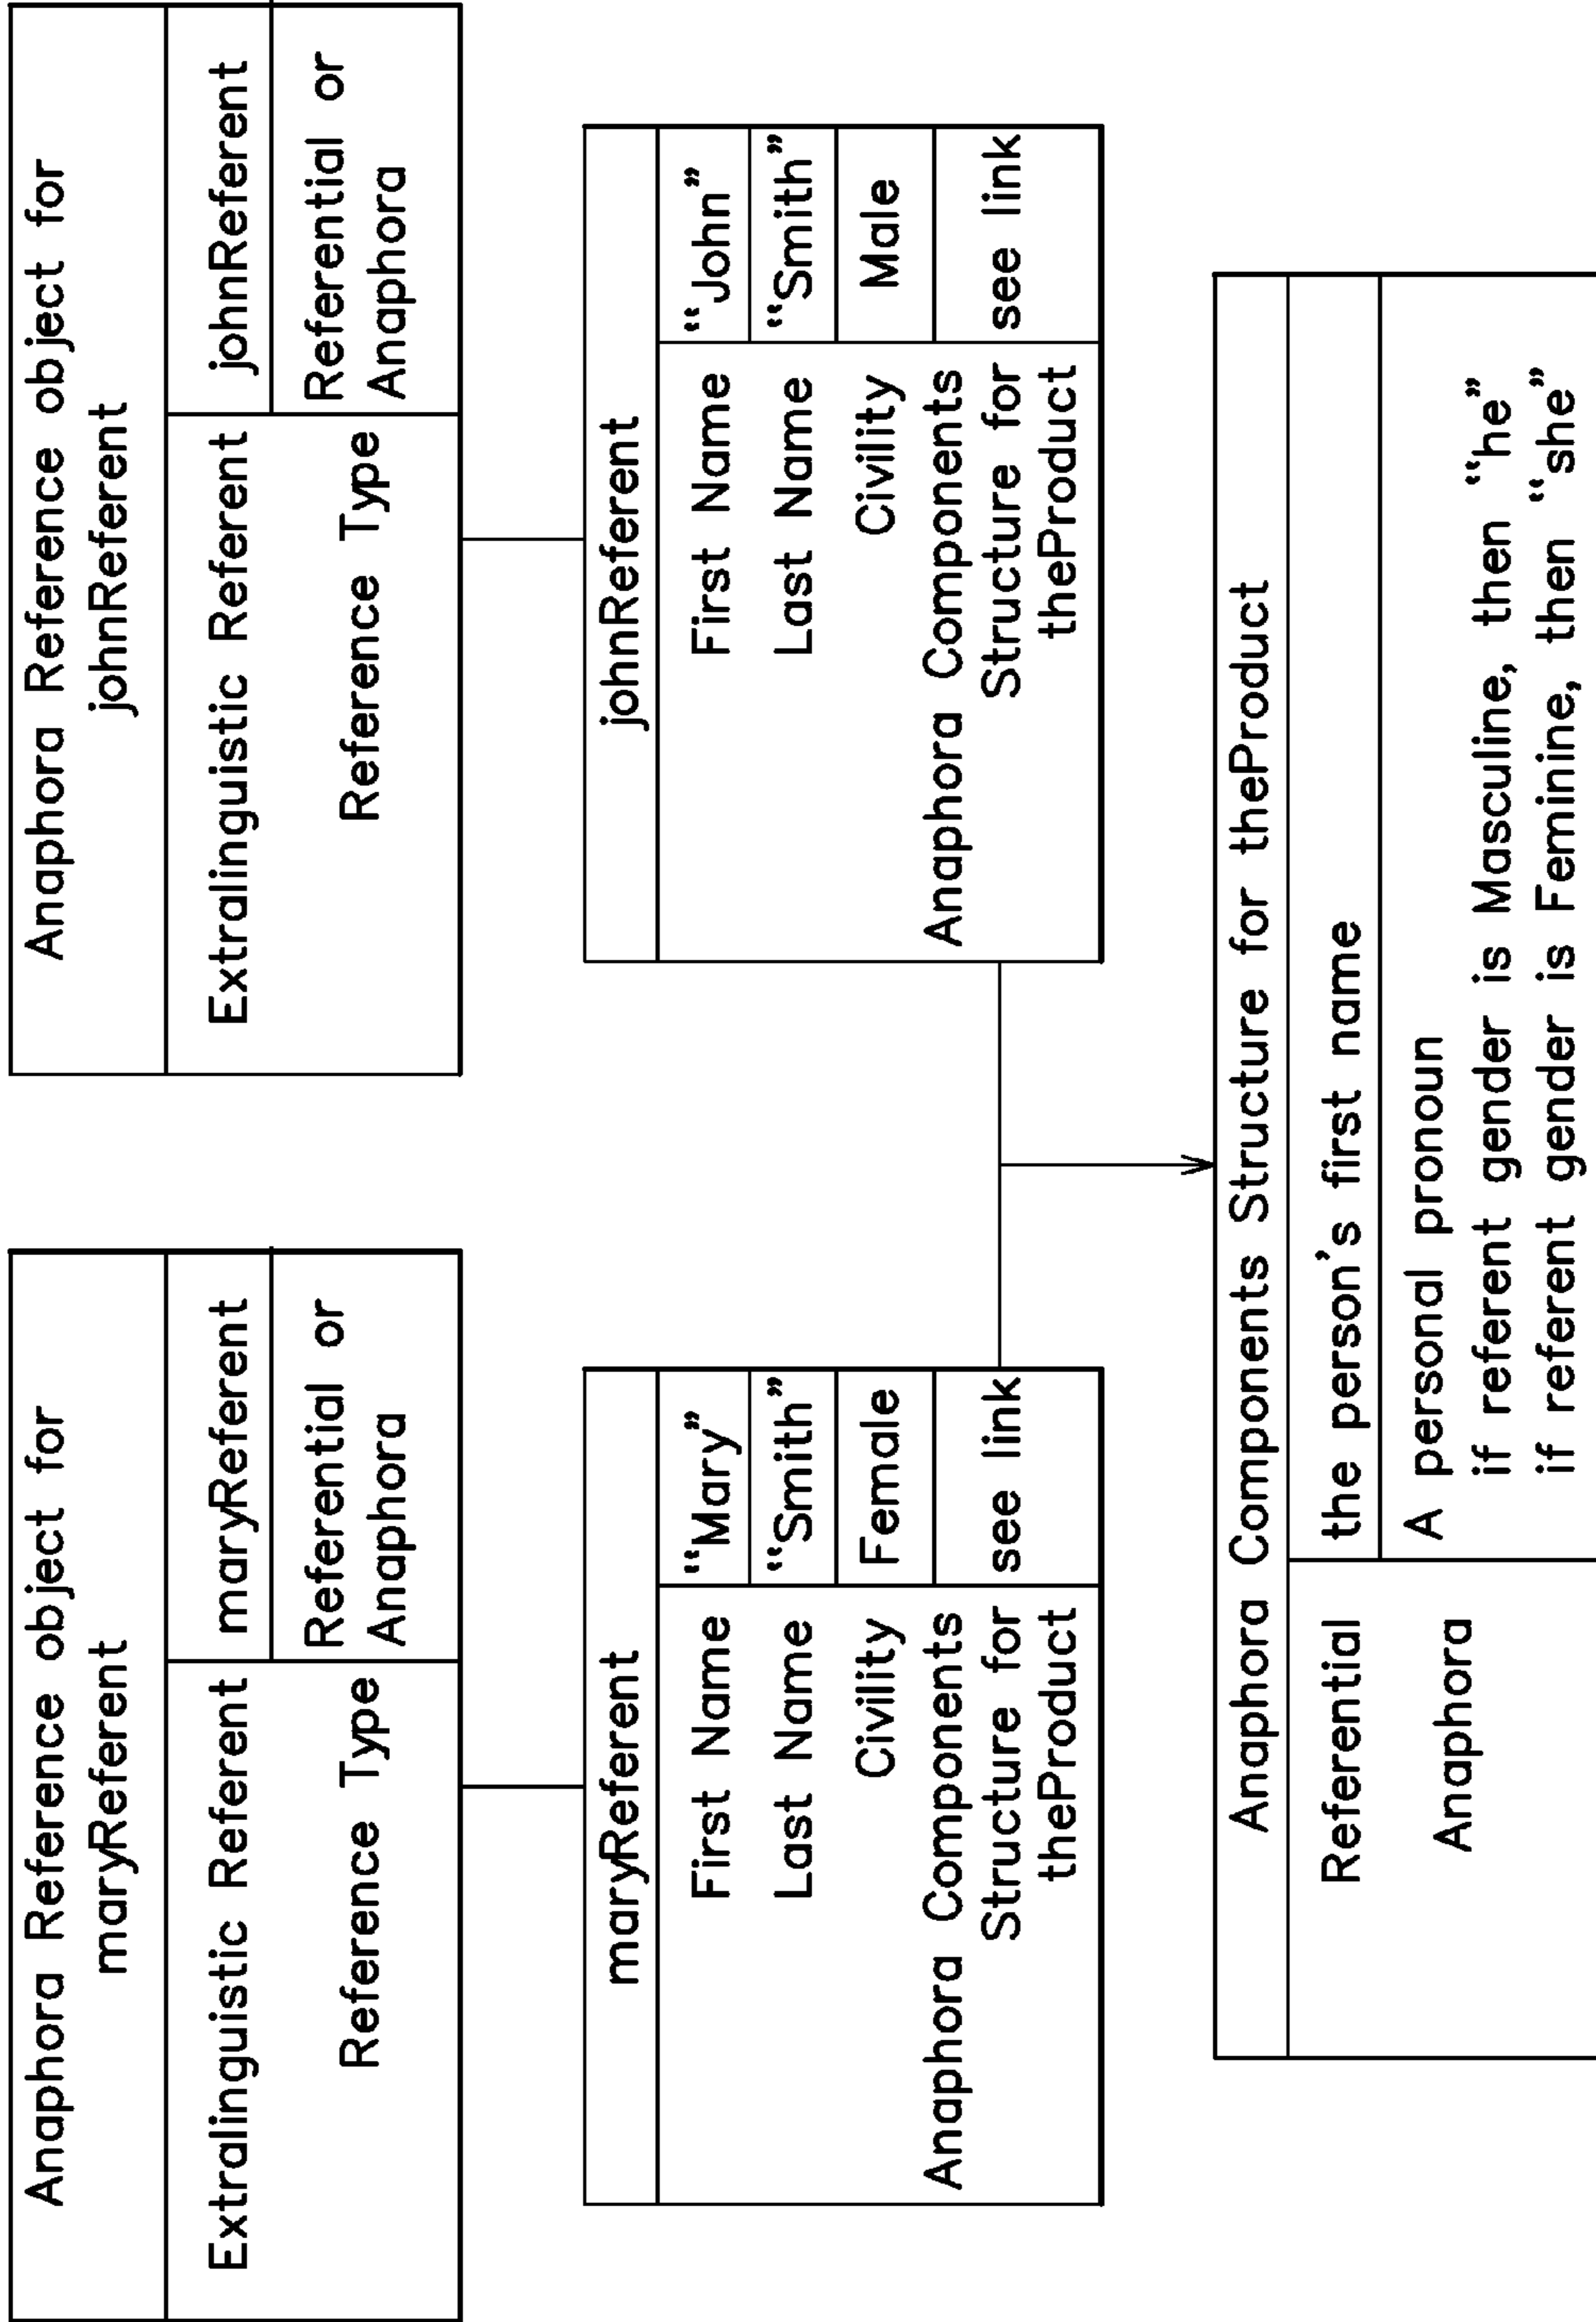 Anaphora Reference object for
maryReferent
Extralinguistic Referent
maryReferent
Reference Type
Referential or
Anaphora
Anaphora Reference object for
johnReferent
Extralinguistic Referent
johnReferent
Reference Type
Referential or
Anaphora
maryReferent
First Name
“Mary”
Last Name
“Smith”
Civility
Female
Anaphora Components
Structure for
theProduct
see link
johnReferent
First Name
“John”
Last Name
“Smith”
Civility
Male
Anaphora Components
Structure for
theProduct
see link
Anaphora Components Structure for theProduct
Referential
the person's first name
Anaphora
A personal pronoun
if referent gender is Masculine, then “he”
if referent gender is Feminine, then “she”